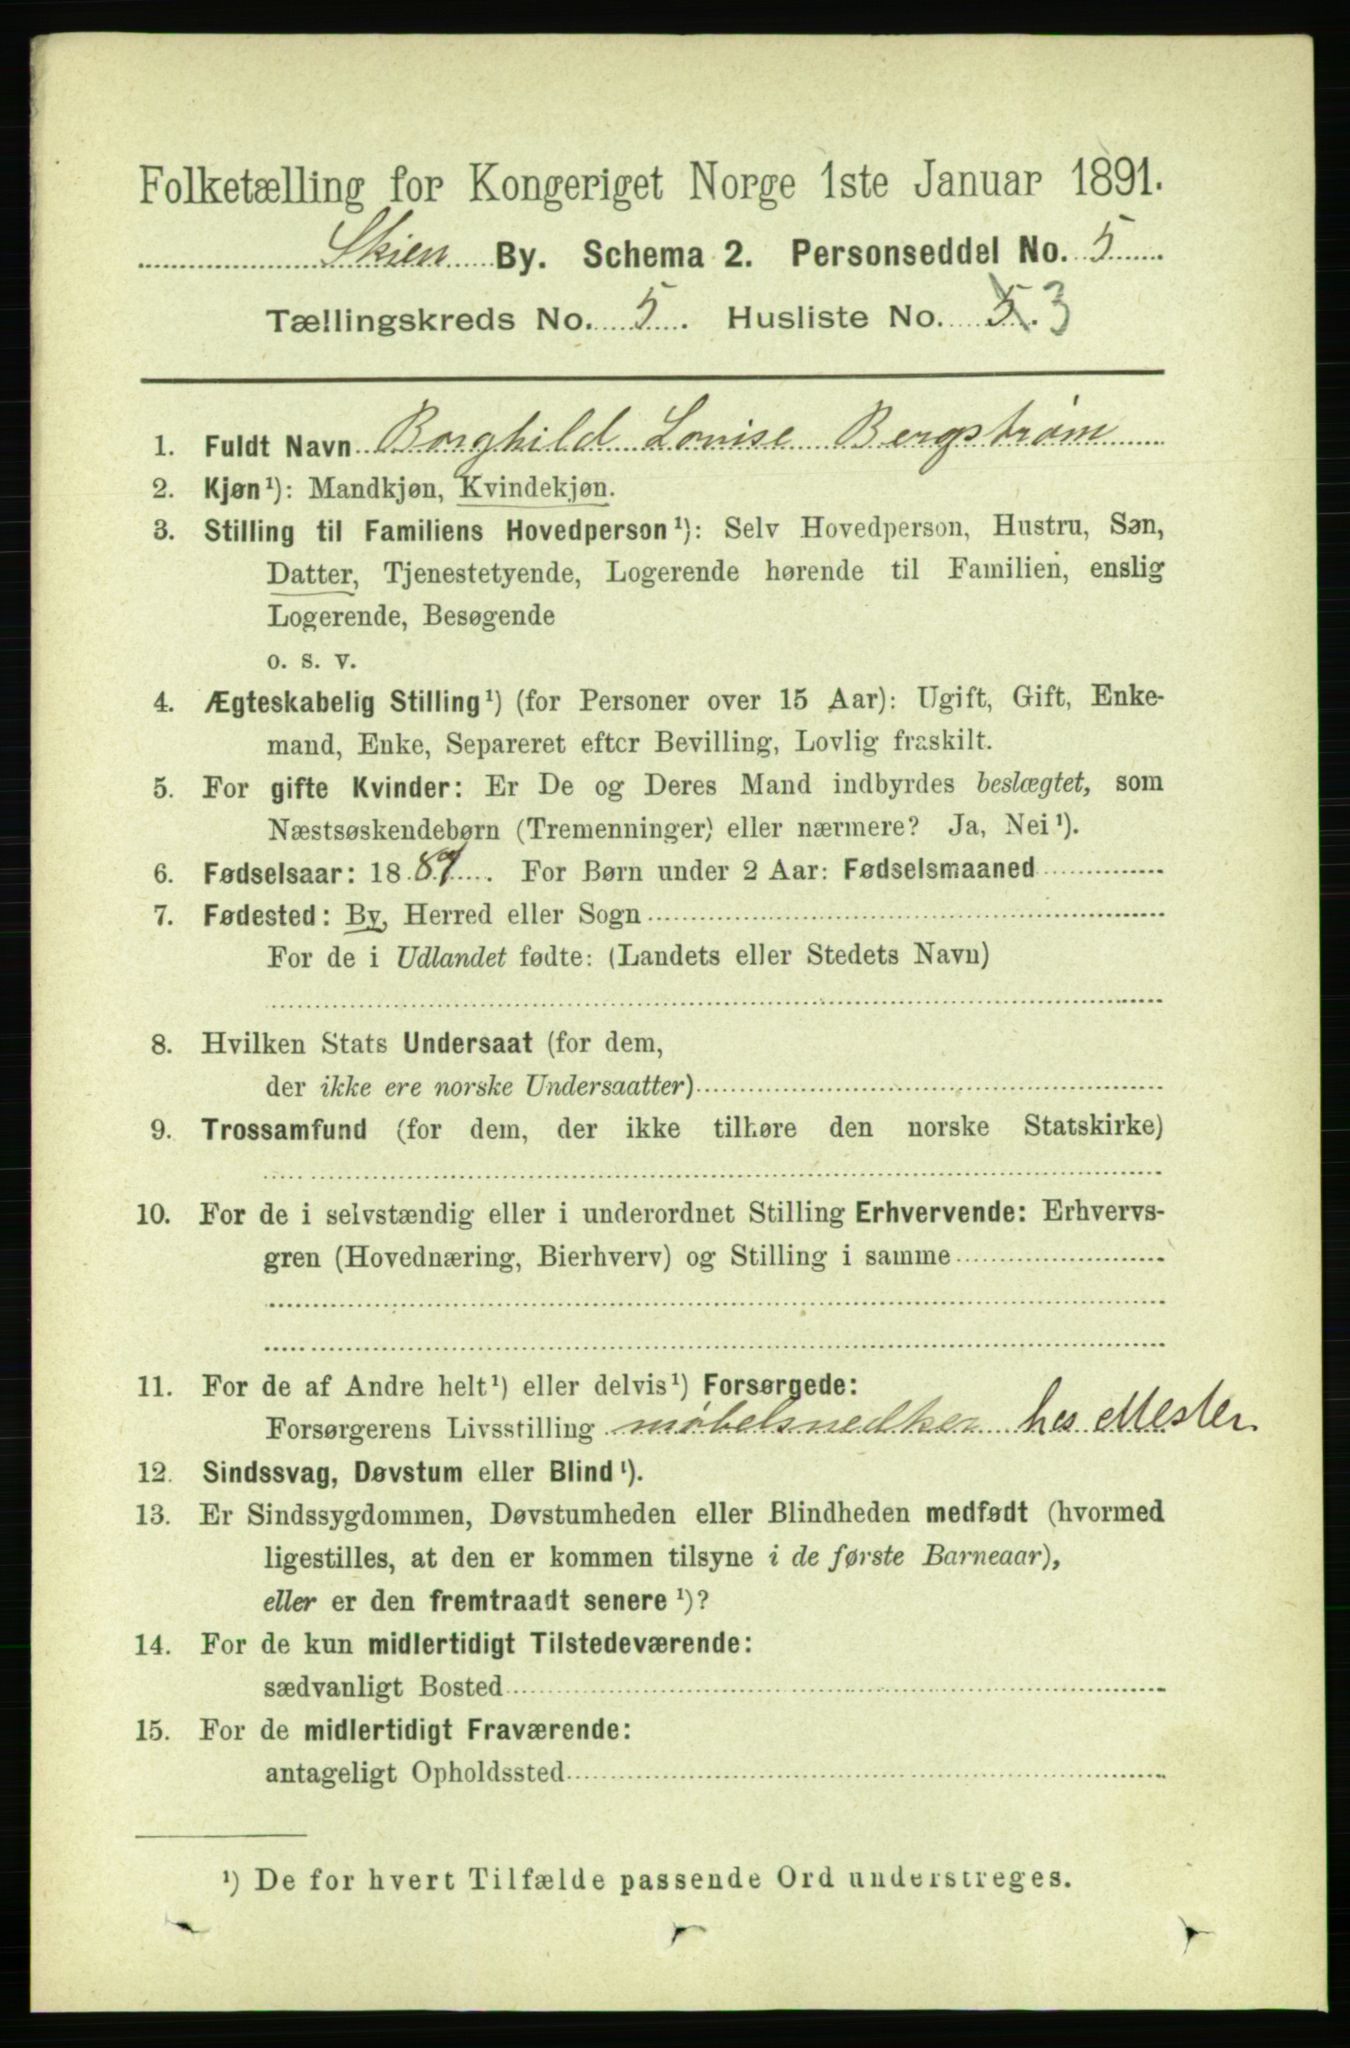 Folketælling for Kongeriget Norge 1ste Januar 1891.
Skien By. Schema 2. Personseddel No. 5
Tællingskreds No. 5. Husliste No. 5. 3
1. Fuldt Navn Borghild Lovise Bergstrøm
2. Kjøn¹): Mandkjøn, Kvindekjøn.
3. Stilling til Familiens Hovedperson¹): Selv Hovedperson, Hustru, Søn,
Datter, Tjenestetyende, Logerende hørende til Familien, enslig
Logerende, Besøgende
o. s. v.
4. Ægteskabelig Stilling¹) (for Personer over 15 Aar): Ugift, Gift, Enke-
mand, Enke, Separeret efter Bevilling, Lovlig fraskilt.
5. For gifte Kvinder: Er De og Deres Mand indbyrdes beslægtet, som
Næstsøskendebørn (Tremenninger) eller nærmere? Ja, Nei¹).
6. Fødselsaar: 1887. For Børn under 2 Aar: Fødselsmaaned
7. Fødested: By, Herred eller Sogn
For de i Udlandet fødte: (Landets eller Stedets Navn)
8. Hvilken Stats Undersaat (for dem,
der ikke ere norske Undersaatter)
9. Trossamfund (for dem, der ikke tilhøre den norske Statskirke)
10. For de i selvstændig eller i underordnet Stilling Erhvervende: Erhvervs-
gren (Hovednæring, Bierhverv) og Stilling i samme
11. For de af Andre helt¹) eller delvis¹) Forsørgede:
Forsørgerens Livsstilling møbelsnedker hos Mester
12. Sindssvag, Døvstum eller Blind¹).
13. Er Sindssygdommen, Døvstumheden eller Blindheden medfødt (hvormed
ligestilles, at den er kommen tilsyne i de første Barneaar),
eller er den fremtraadt senere¹)?
14. For de kun midlertidigt Tilstedeværende:
sædvanligt Bosted
15. For de midlertidigt Fraværende:
antageligt Opholdssted
¹) De for hvert Tilfælde passende Ord understreges.